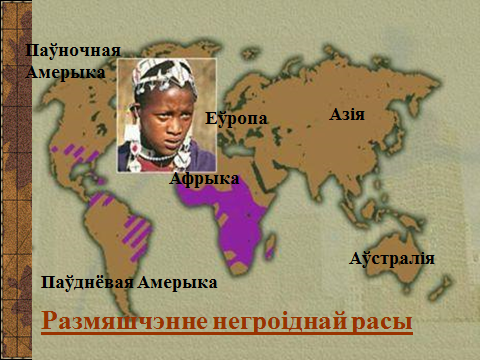 Паўночная
Амерыка
Еўропа
Азія
Афрыка
Аўстралія
Паўднёвая Амерыка
Размяшчэнне негроіднай расы